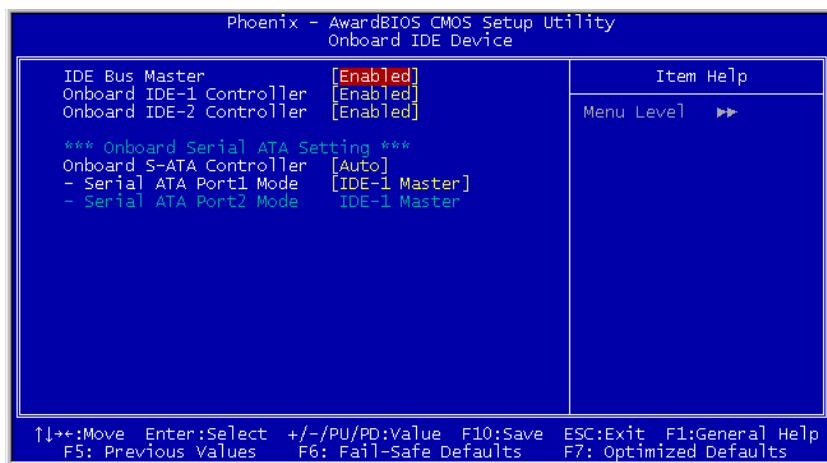 Phoenix - AwardBIOS CMOS Setup Utility
Onboard IDE Device
IDE Bus Master [Enabled]
Onboard IDE-1 Controller [Enabled]
Onboard IDE-2 Controller [Enabled]
*** Onboard Serial ATA Setting ***
Onboard S-ATA Controller [Auto]
- Serial ATA Port1 Mode [IDE-1 Master]
- Serial ATA Port2 Mode IDE-1 Master
Item Help
Menu Level ►►
↑↓→←:Move Enter:Select +/-/PU/PD:Value F10:Save ESC:Exit F1:General Help
F5: Previous Values F6: Fail-Safe Defaults F7: Optimized Defaults